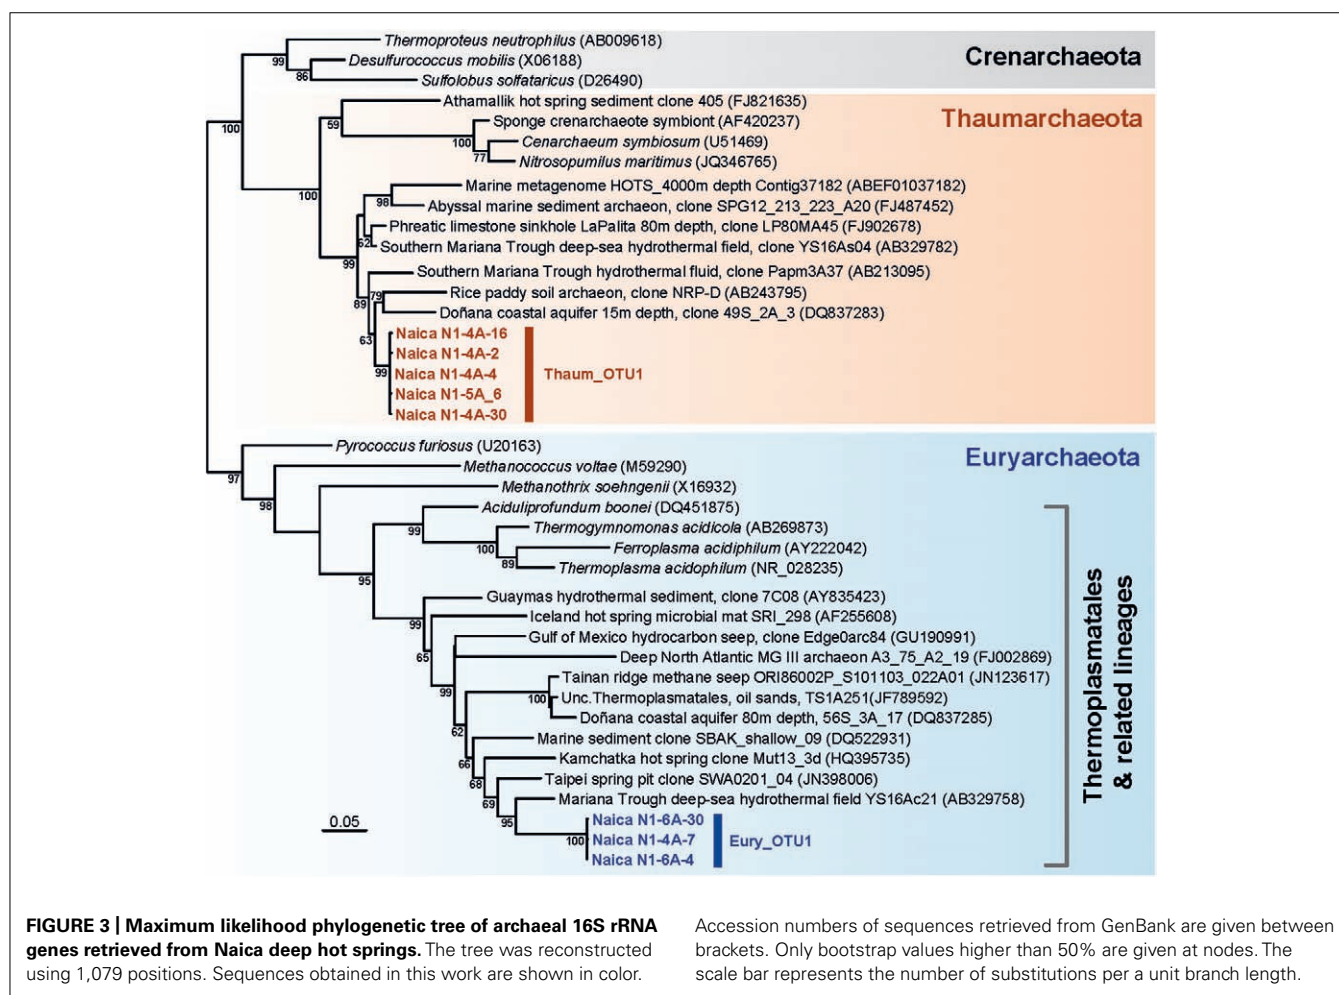 Thermoproteus neutrophilus (AB009618)
99
Desulfurococcus mobilis (X06188)
86
Sulfolobus solfataricus (D26490)
Crenarchaeota
100
Athamallik hot spring sediment clone 405 (FJ821635)
59
Sponge crenarchaeote symbiont (AF420237)
100
Cenarchaeum symbiosum (U51469)
77
Nitrosopumilus maritimus (JQ346765)
Thaumarchaeota
100
Marine metagenome HOTS_4000m depth Contig37182 (ABEF01037182)
98
Abyssal marine sediment archaeon, clone SPG12_213_223_A20 (FJ487452)
Phreatic limestone sinkhole LaPalita 80m depth, clone LP80MA45 (FJ902678)
62
Southern Mariana Trough deep-sea hydrothermal field, clone YS16As04 (AB329782)
99
Southern Mariana Trough hydrothermal fluid, clone Papm3A37 (AB213095)
89
79
Rice paddy soil archaeon, clone NRP-D (AB243795)
Doñana coastal aquifer 15m depth, clone 49S_2A_3 (DQ837283)
63
Naica N1-4A-16
Naica N1-4A-2
99
Naica N1-4A-4
Thaum_OTU1
Naica N1-5A_6
Naica N1-4A-30
Pyrococcus furiosus (U20163)
Euryarchaeota
97
Methanococcus voltae (M59290)
98
Methanothrix soehngenii (X16932)
Aciduliprofundum boonei (DQ451875)
99
Thermogymnomonas acidicola (AB269873)
100
Ferroplasma acidiphilum (AY222042)
89
Thermoplasma acidophilum (NR_028235)
95
Guaymas hydrothermal sediment, clone 7C08 (AY835423)
99
Iceland hot spring microbial mat SRI_298 (AF255608)
Gulf of Mexico hydrocarbon seep, clone Edge0arc84 (GU190991)
65
Deep North Atlantic MG III archaeon A3_75_A2_19 (FJ002869)
99
Tainan ridge methane seep ORI86002P_S101103_022A01 (JN123617)
100
Unc.Thermoplasmatales, oil sands, TS1A251(JF789592)
Doñana coastal aquifer 80m depth, 56S_3A_17 (DQ837285)
62
Marine sediment clone SBAK_shallow_09 (DQ522931)
66
Kamchatka hot spring clone Mut13_3d (HQ395735)
68
Taipei spring pit clone SWA0201_04 (JN398006)
69
Mariana Trough deep-sea hydrothermal field YS16Ac21 (AB329758)
95
Naica N1-6A-30
100
Naica N1-4A-7
Eury_OTU1
Naica N1-6A-4
Thermoplasmatales
& related lineages
0.05
FIGURE 3 | Maximum likelihood phylogenetic tree of archaeal 16S rRNA
genes retrieved from Naica deep hot springs. The tree was reconstructed
using 1,079 positions. Sequences obtained in this work are shown in color.
Accession numbers of sequences retrieved from GenBank are given between
brackets. Only bootstrap values higher than 50% are given at nodes. The
scale bar represents the number of substitutions per a unit branch length.